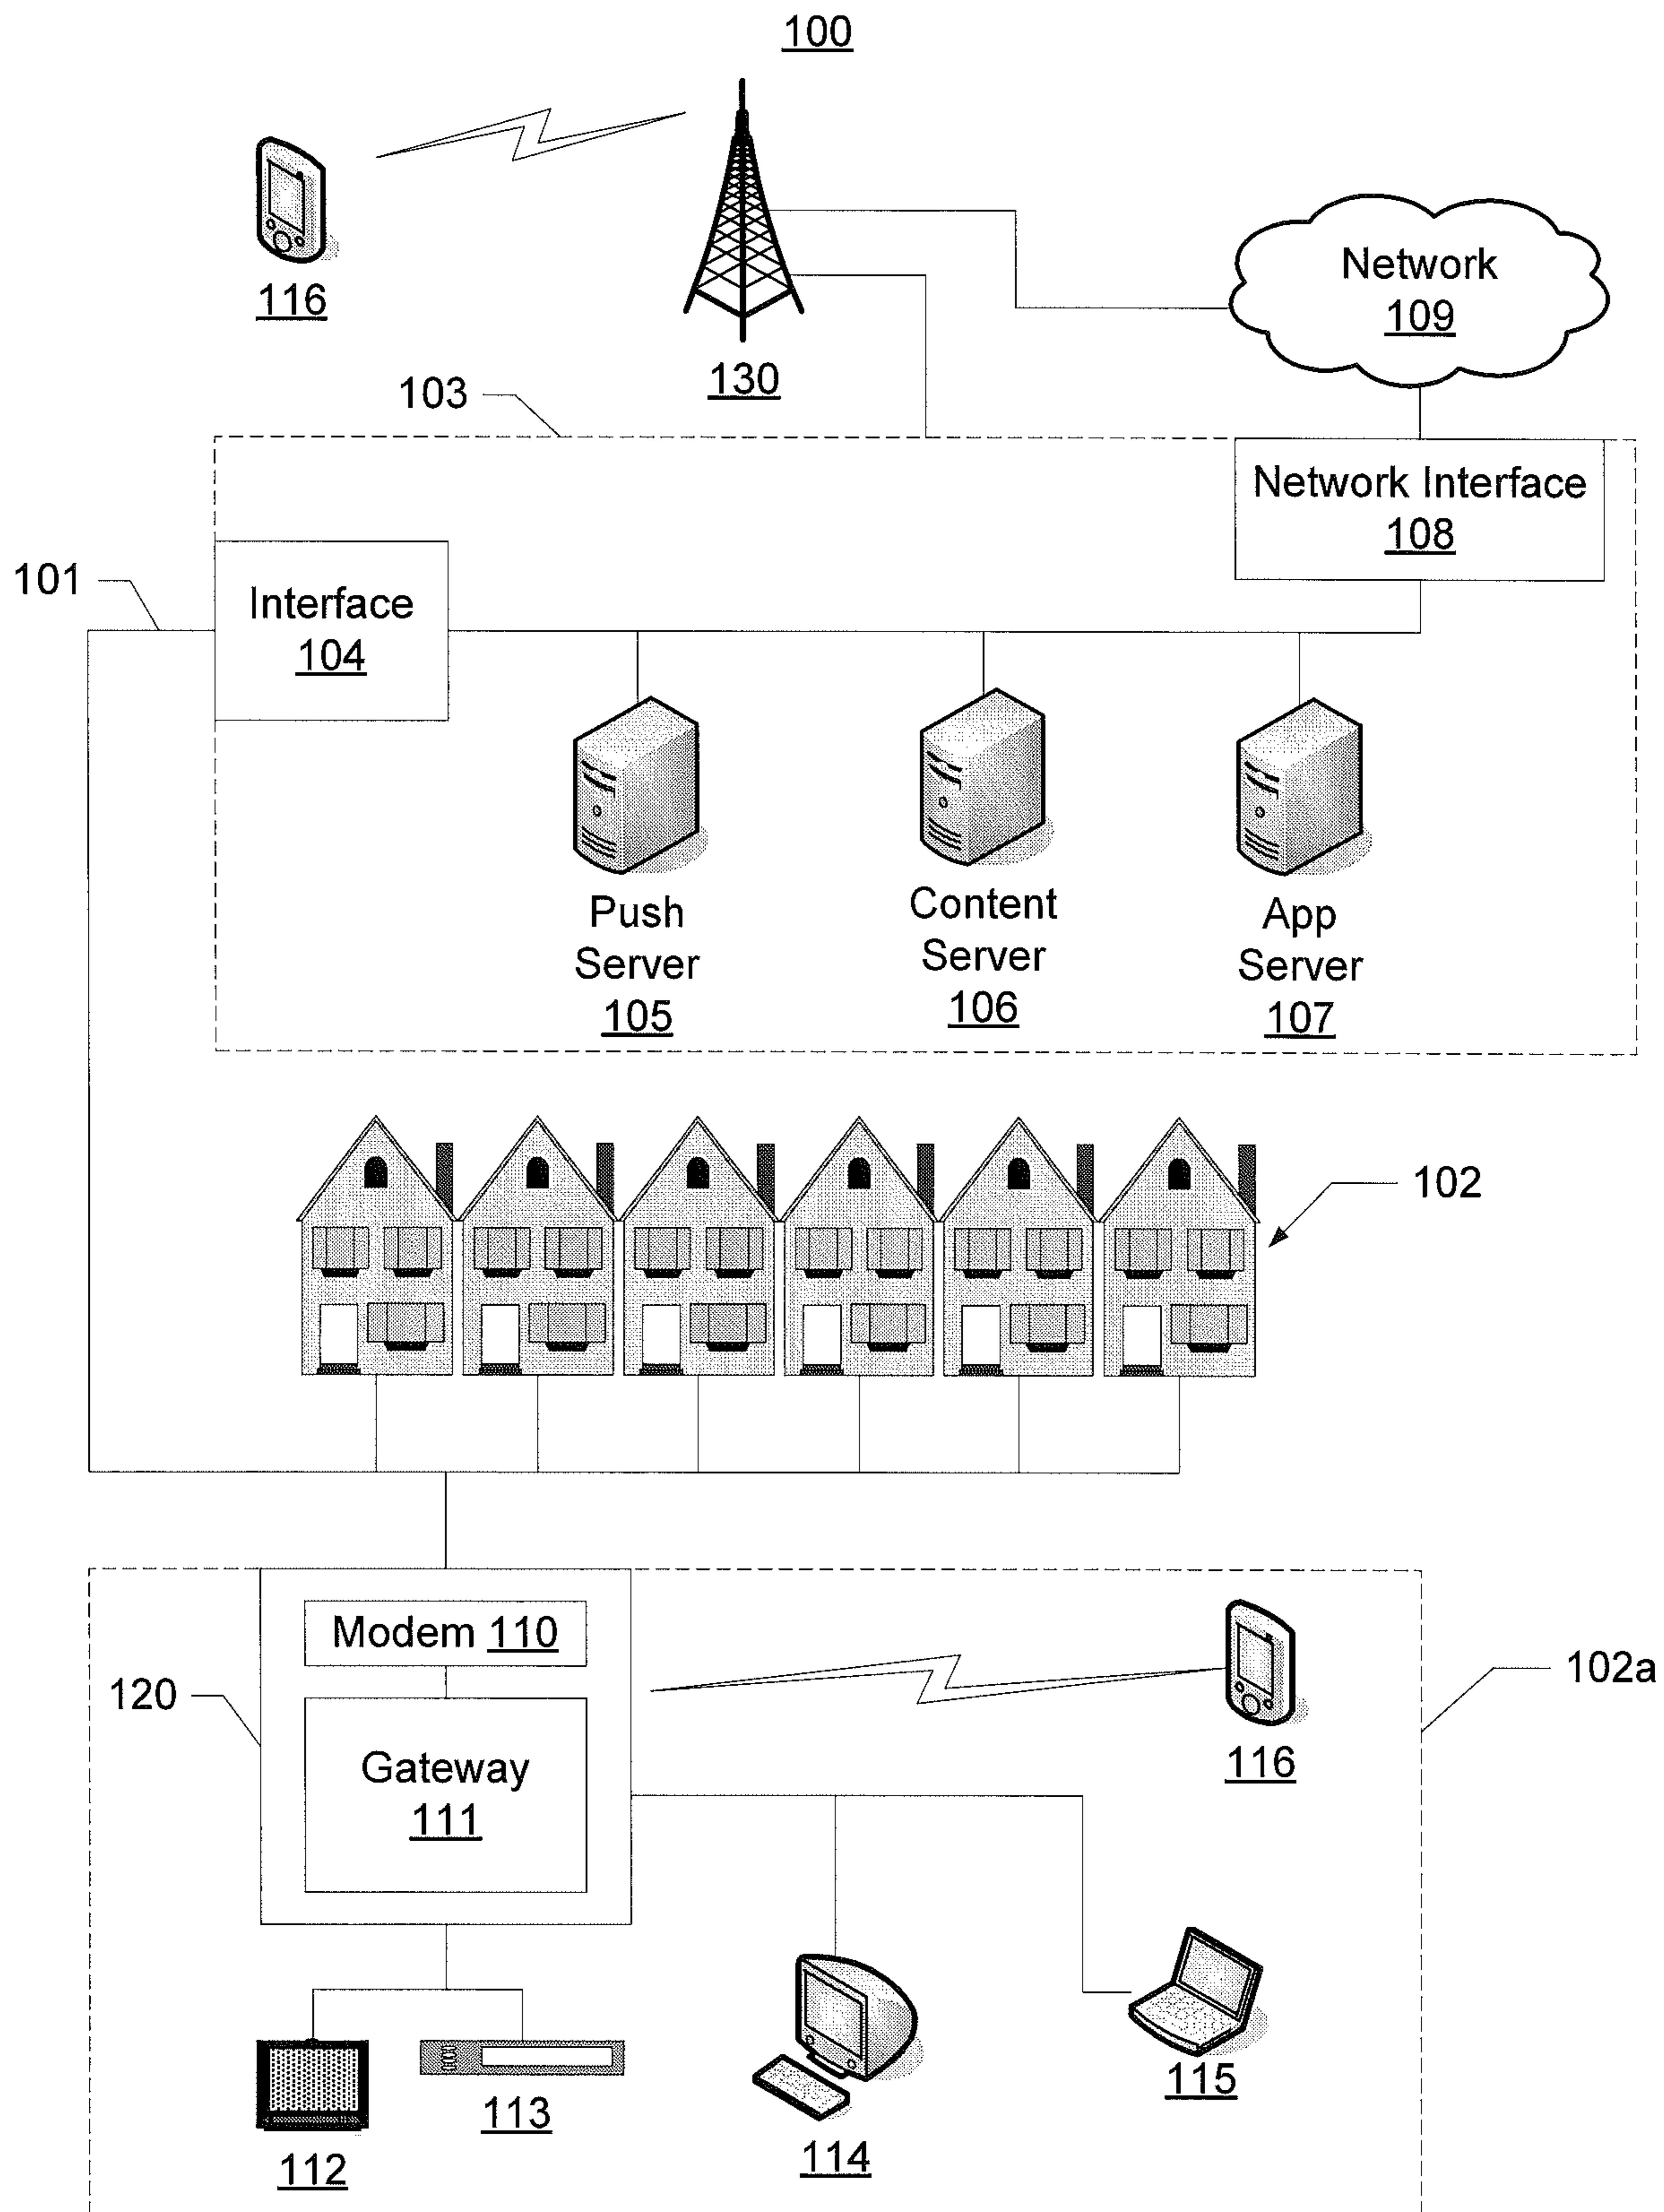 100
116
130
Network
109
103
Network Interface
108
101
Interface
104
Push
Server
105
Content
Server
106
App
Server
107
102
Modem 110
120
Gateway
111
116
102a
112
113
114
115